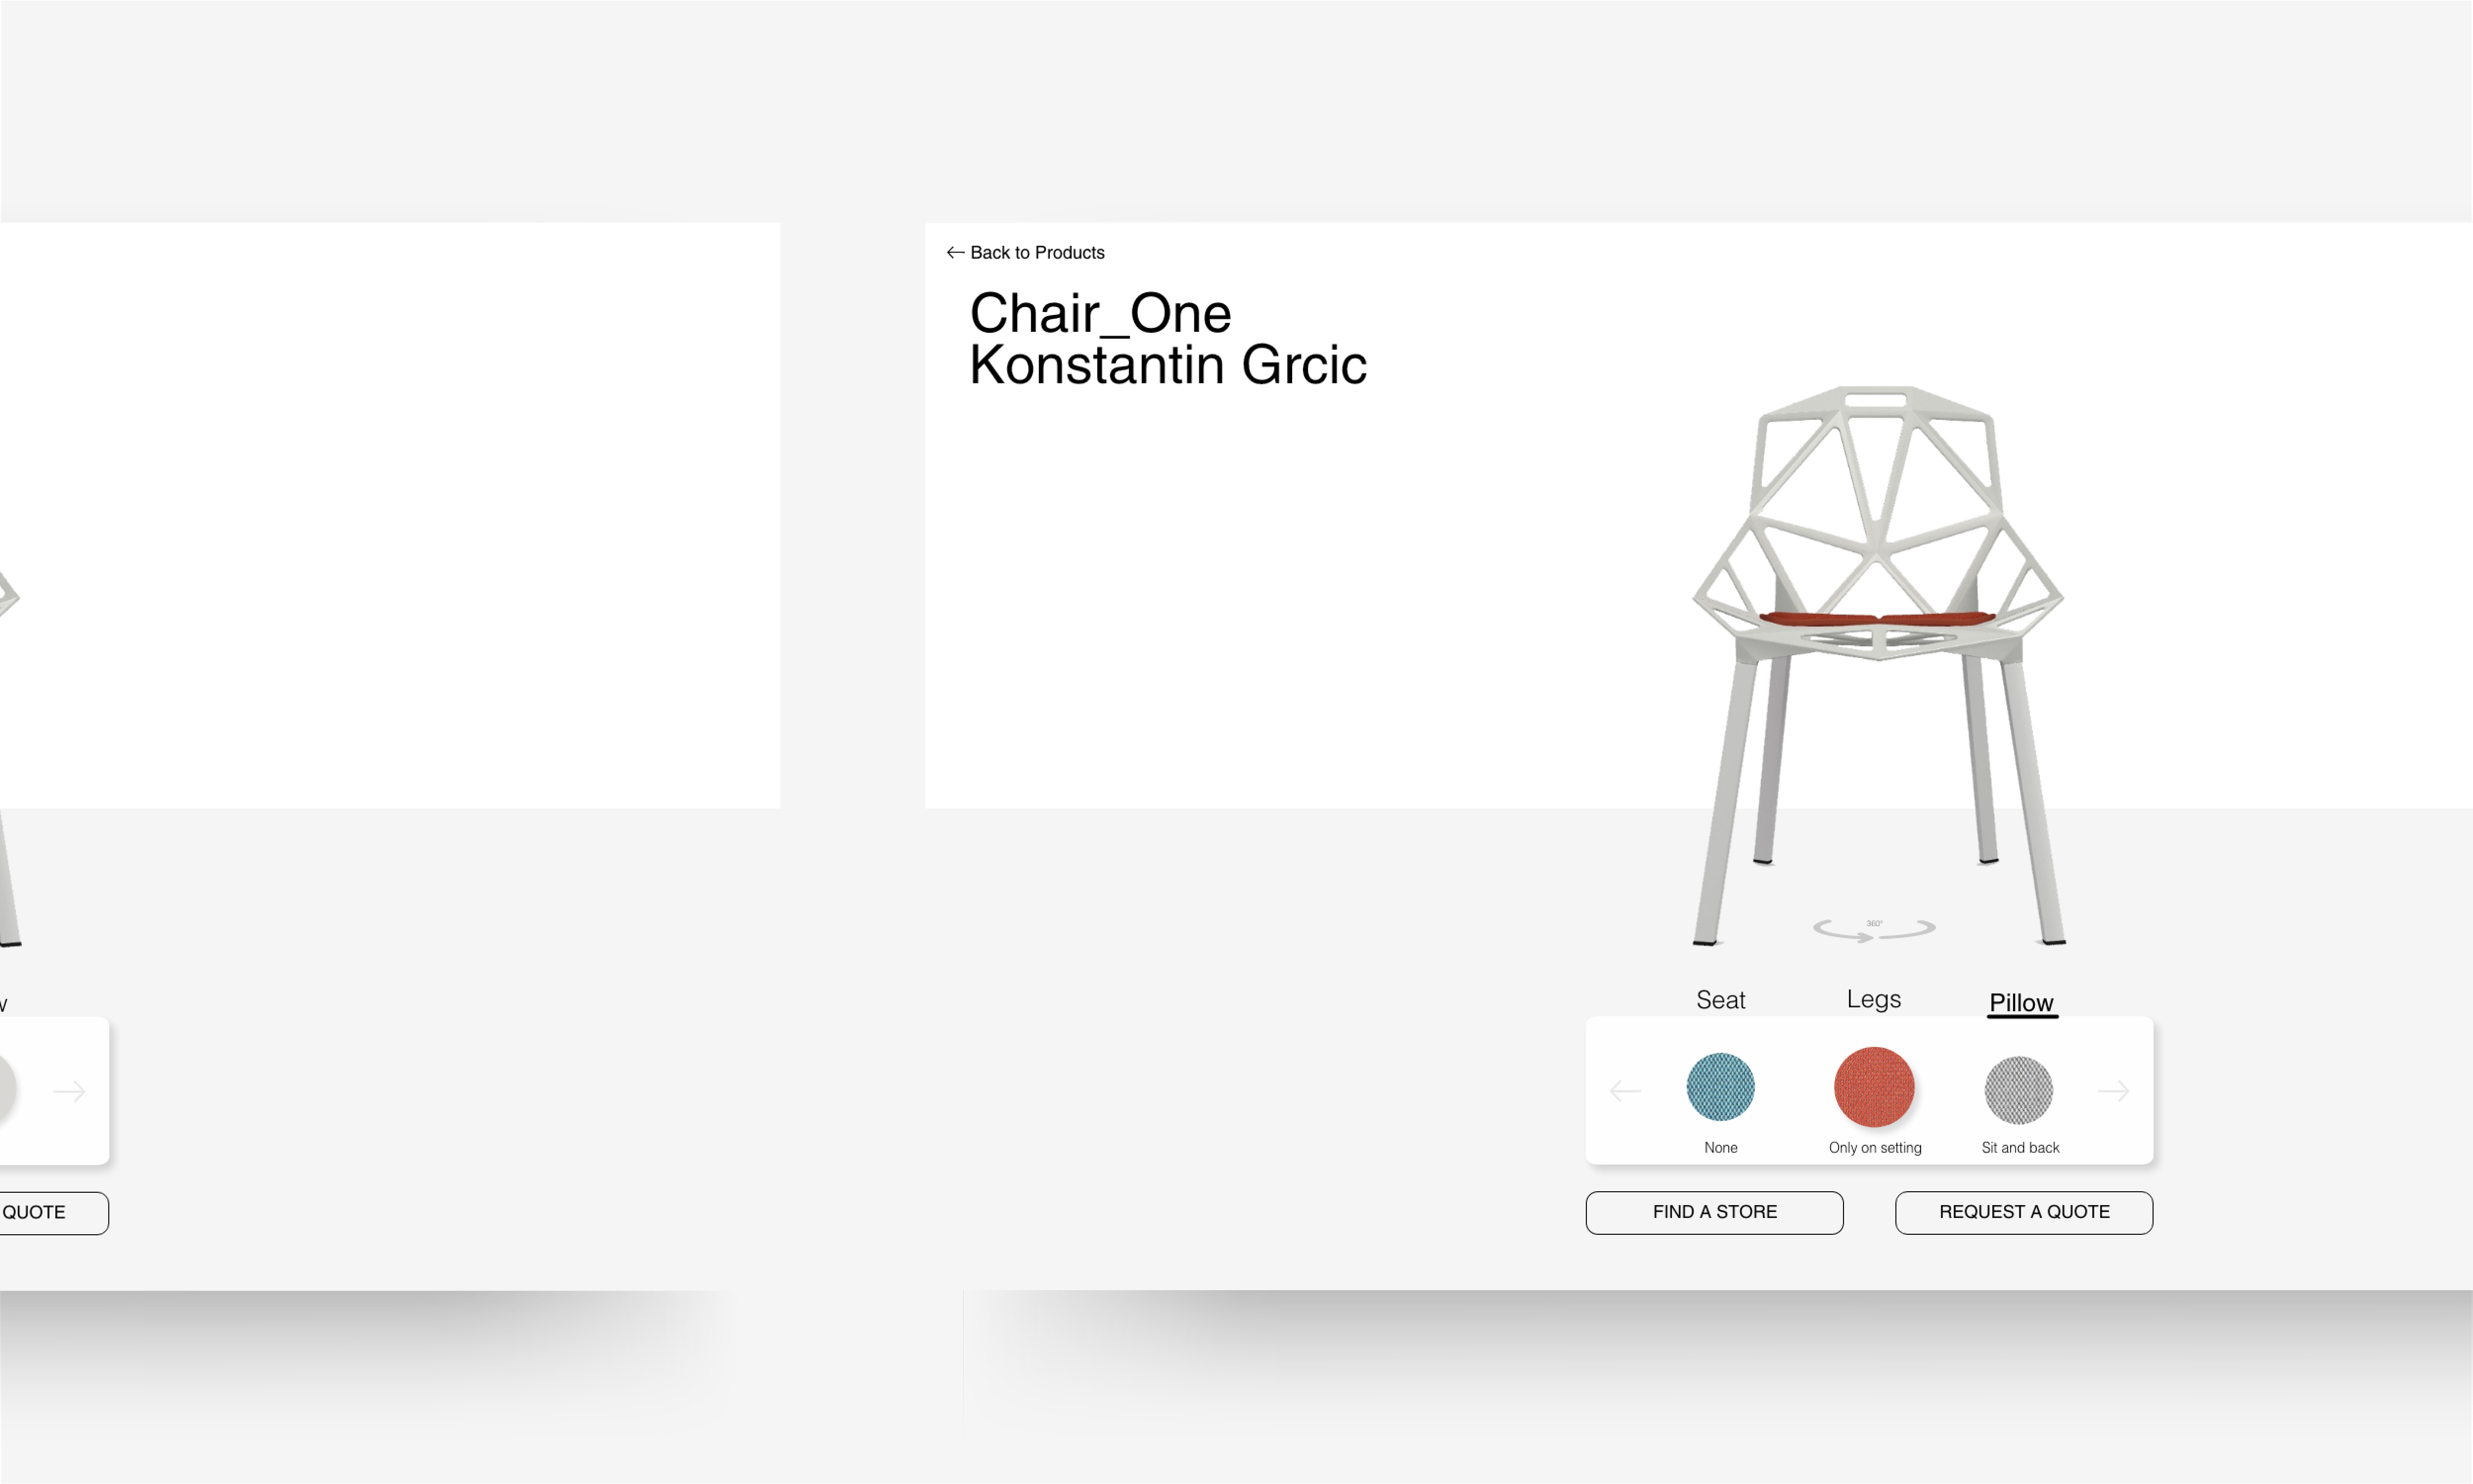 ← Back to Products
Chair_One
Konstantin Grcic
360°
Seat Legs Pillow
None Only on setting Sit and back
QUOTE
FIND A STORE REQUEST A QUOTE